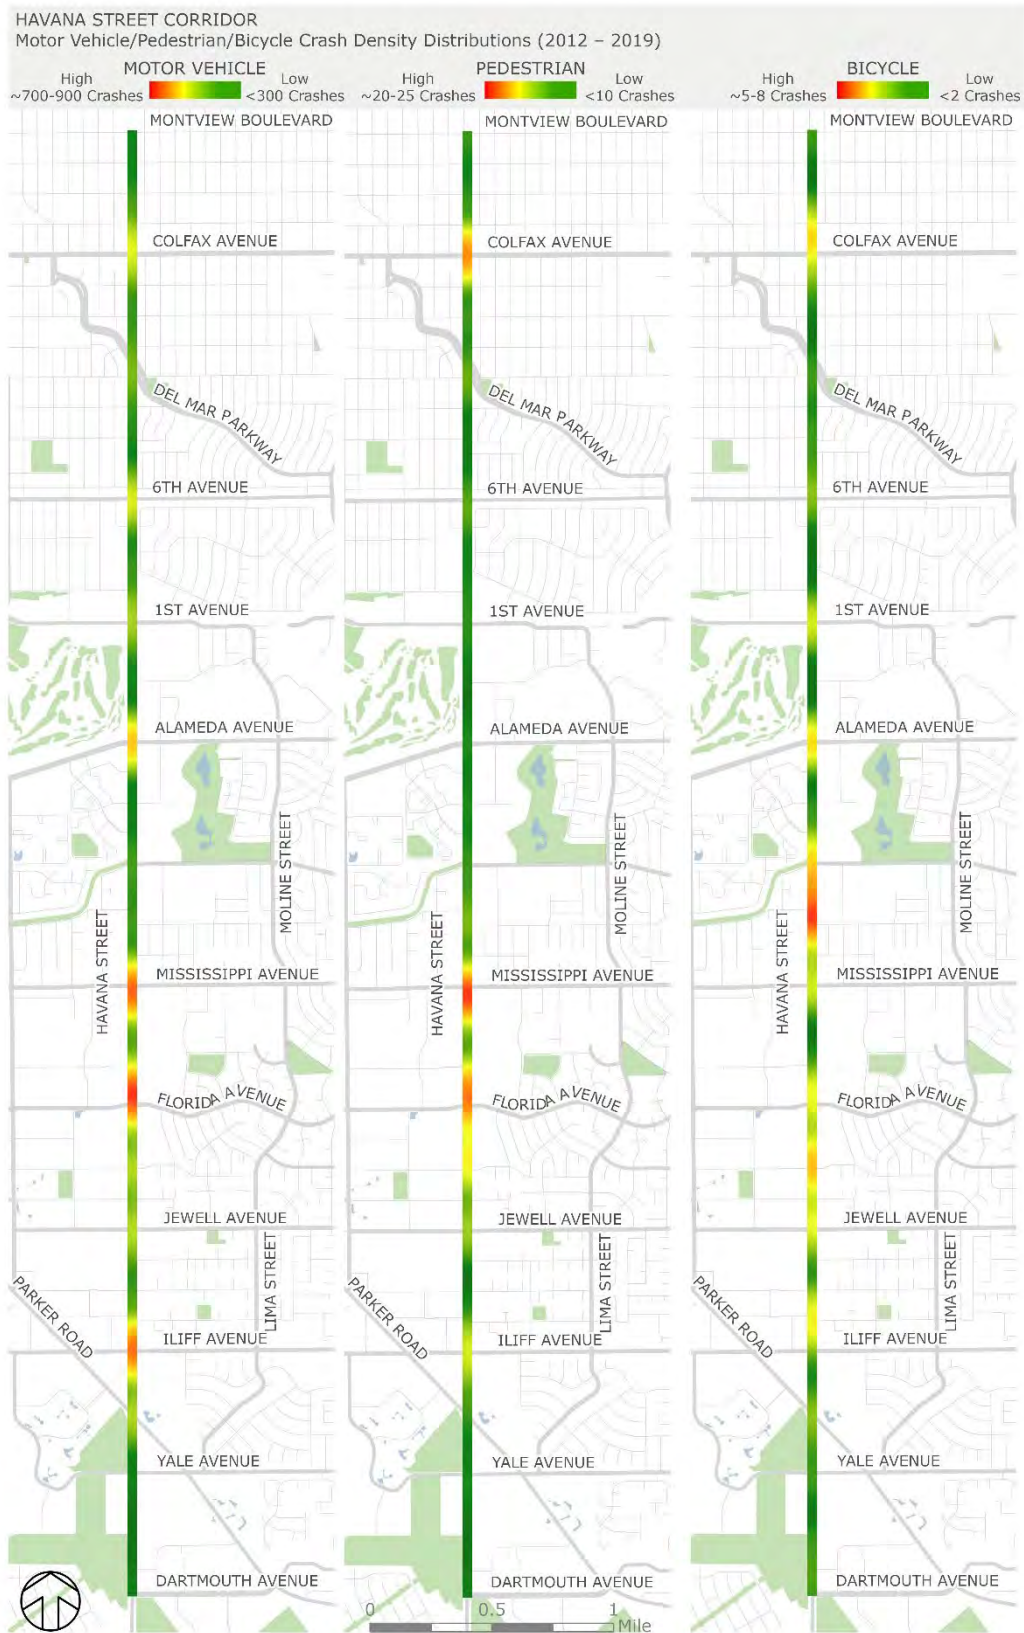 HAVANA STREET CORRIDOR
Motor Vehicle/Pedestrian/Bicycle Crash Density Distributions (2012 – 2019)
MOTOR VEHICLE
High
~700-900 Crashes
Low
<300 Crashes
PEDESTRIAN
High
~20-25 Crashes
Low
<10 Crashes
BICYCLE
High
~5-8 Crashes
Low
<2 Crashes
MONTVIEW BOULEVARD
COLFAX AVENUE
DEL MAR PARKWAY
6TH AVENUE
1ST AVENUE
ALAMEDA AVENUE
MOLINE STREET
HAVANA STREET
MISSISSIPPI AVENUE
FLORIDA AVENUE
JEWELL AVENUE
LIMA STREET
PARKER ROAD
ILIFF AVENUE
YALE AVENUE
DARTMOUTH AVENUE
MONTVIEW BOULEVARD
COLFAX AVENUE
DEL MAR PARKWAY
6TH AVENUE
1ST AVENUE
ALAMEDA AVENUE
MOLINE STREET
HAVANA STREET
MISSISSIPPI AVENUE
FLORIDA AVENUE
JEWELL AVENUE
LIMA STREET
PARKER ROAD
ILIFF AVENUE
YALE AVENUE
DARTMOUTH AVENUE
0 0.5 1
Mile
MONTVIEW BOULEVARD
COLFAX AVENUE
DEL MAR PARKWAY
6TH AVENUE
1ST AVENUE
ALAMEDA AVENUE
MOLINE STREET
HAVANA STREET
MISSISSIPPI AVENUE
FLORIDA AVENUE
JEWELL AVENUE
LIMA STREET
PARKER ROAD
ILIFF AVENUE
YALE AVENUE
DARTMOUTH AVENUE